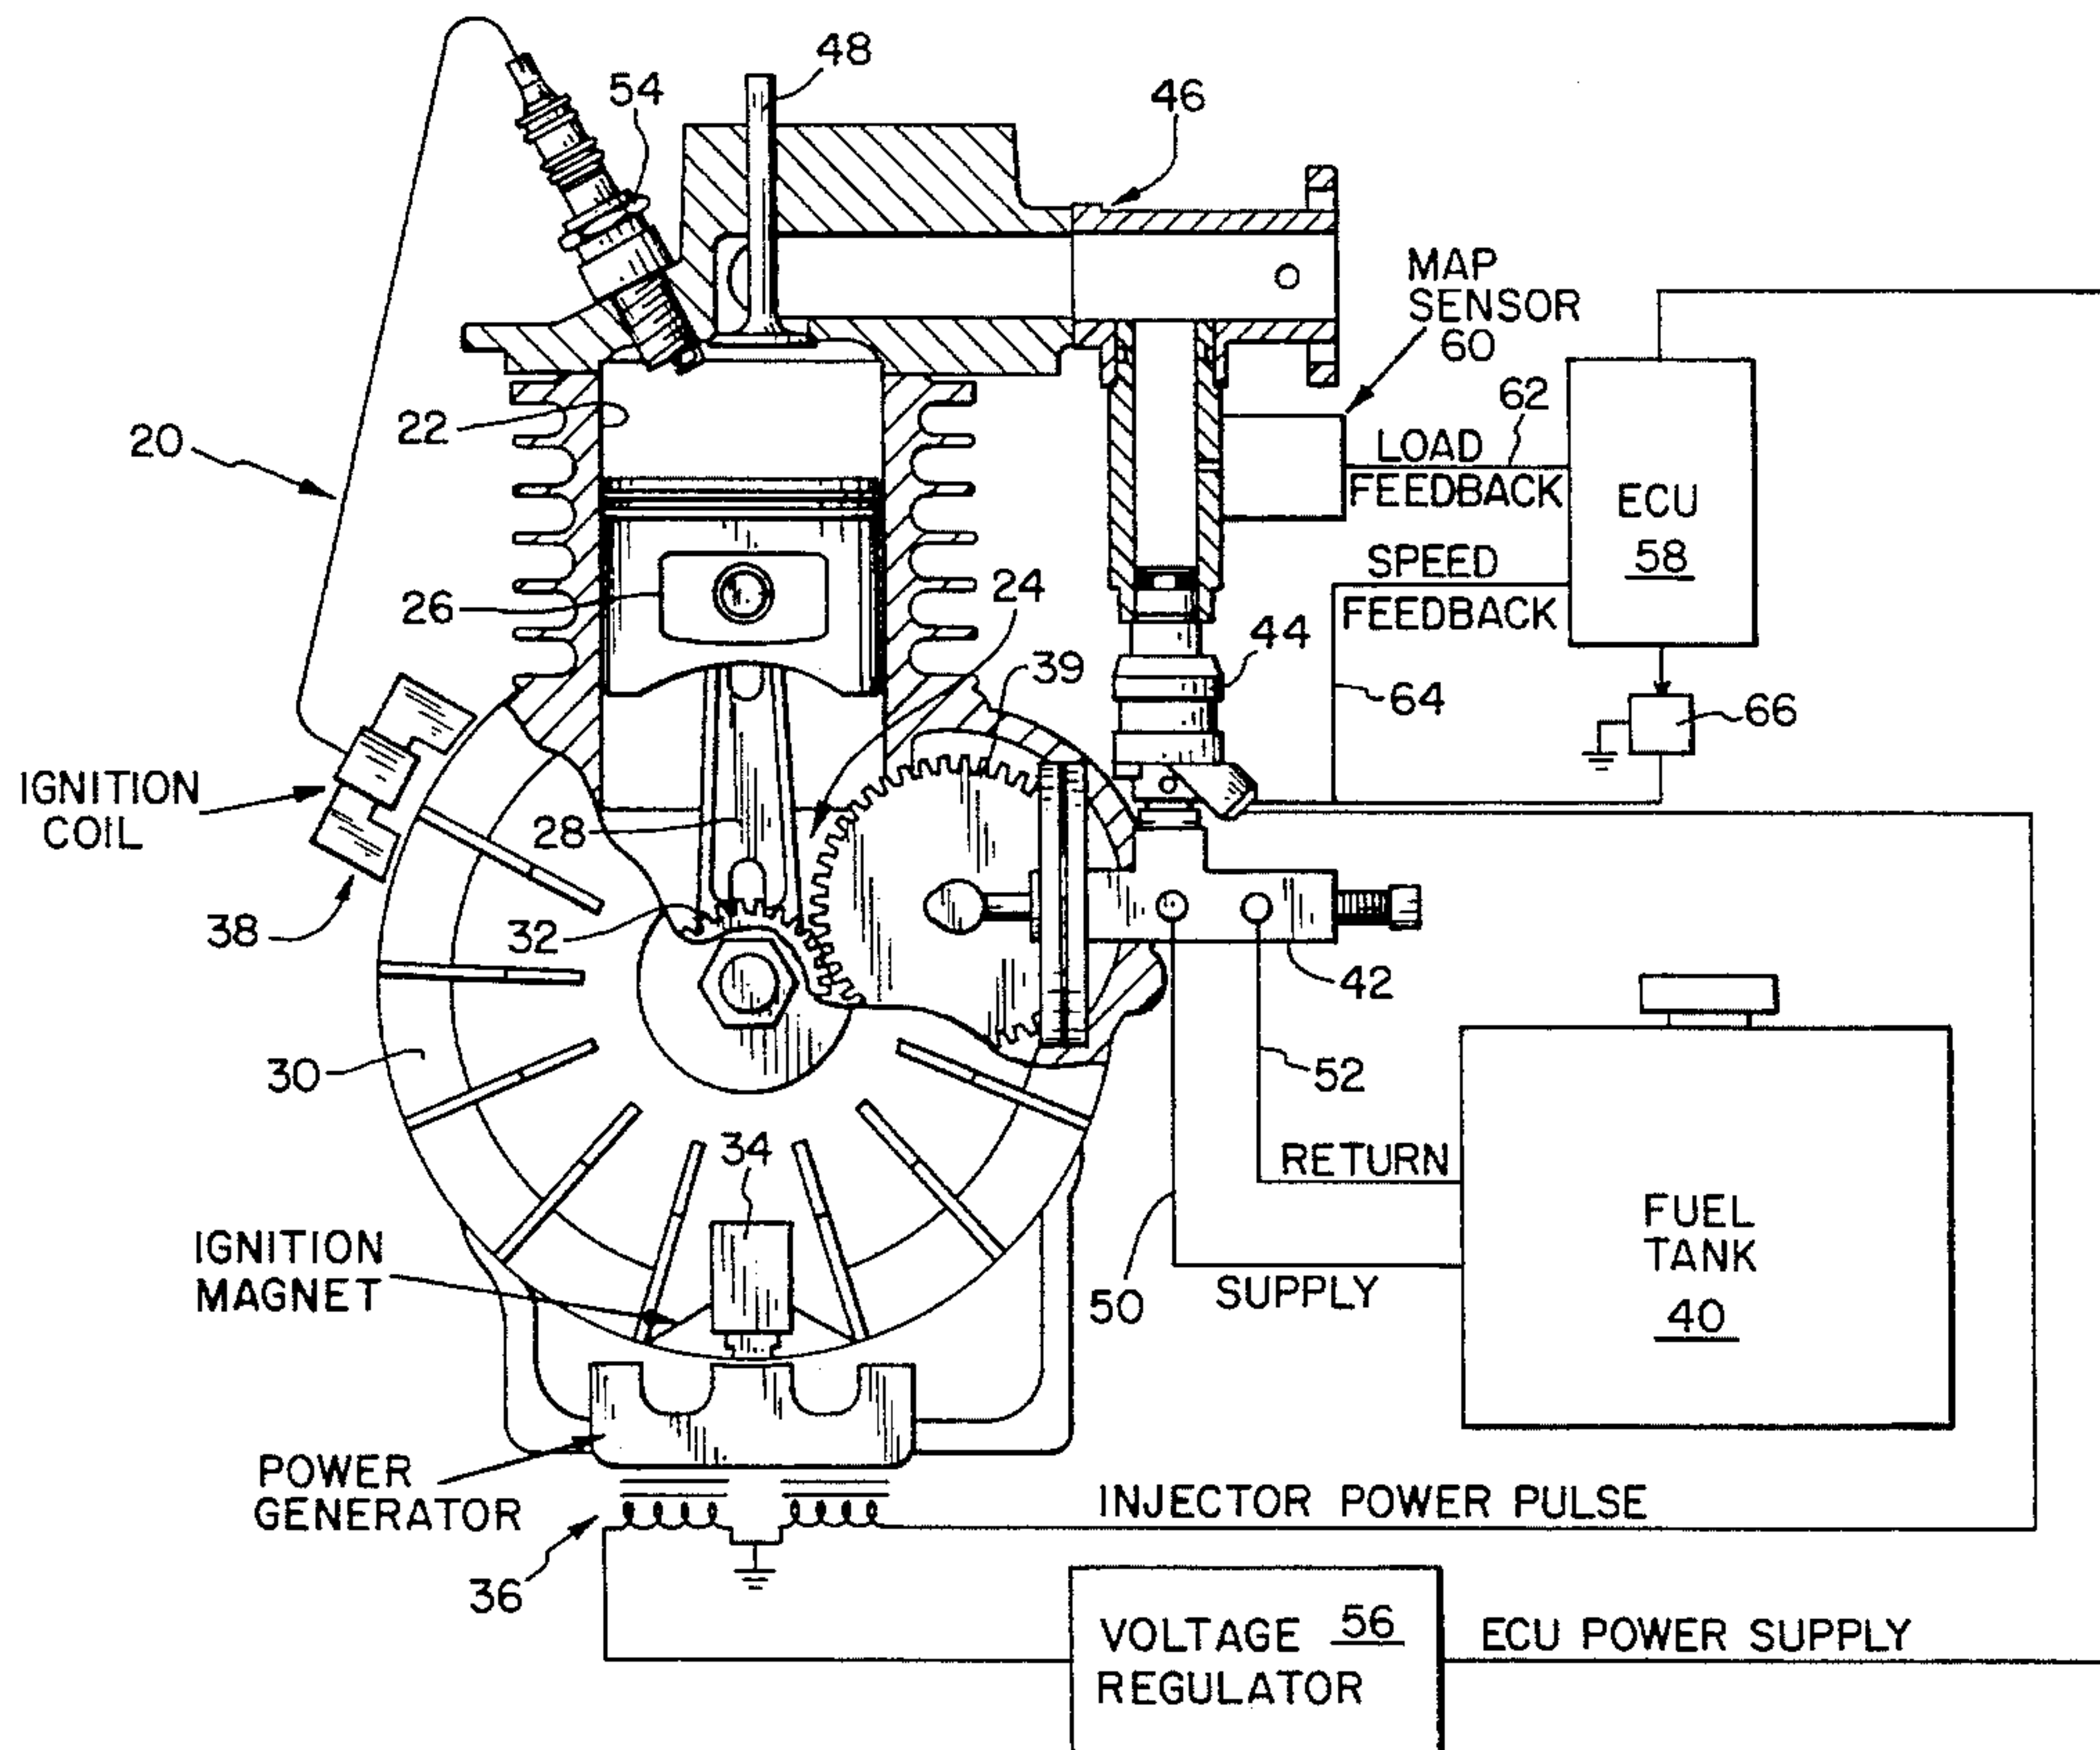 48
54
46
MAP
SENSOR
60
62
20
22
LOAD
FEEDBACK
ECU
58
SPEED
FEEDBACK
26
24
44
39
64
66
IGNITION
COIL
28
38
32
42
30
52
34
RETURN
FUEL
TANK
40
IGNITION
MAGNET
50
SUPPLY
POWER
GENERATOR
INJECTOR POWER PULSE
36
VOLTAGE 56
REGULATOR
ECU POWER SUPPLY